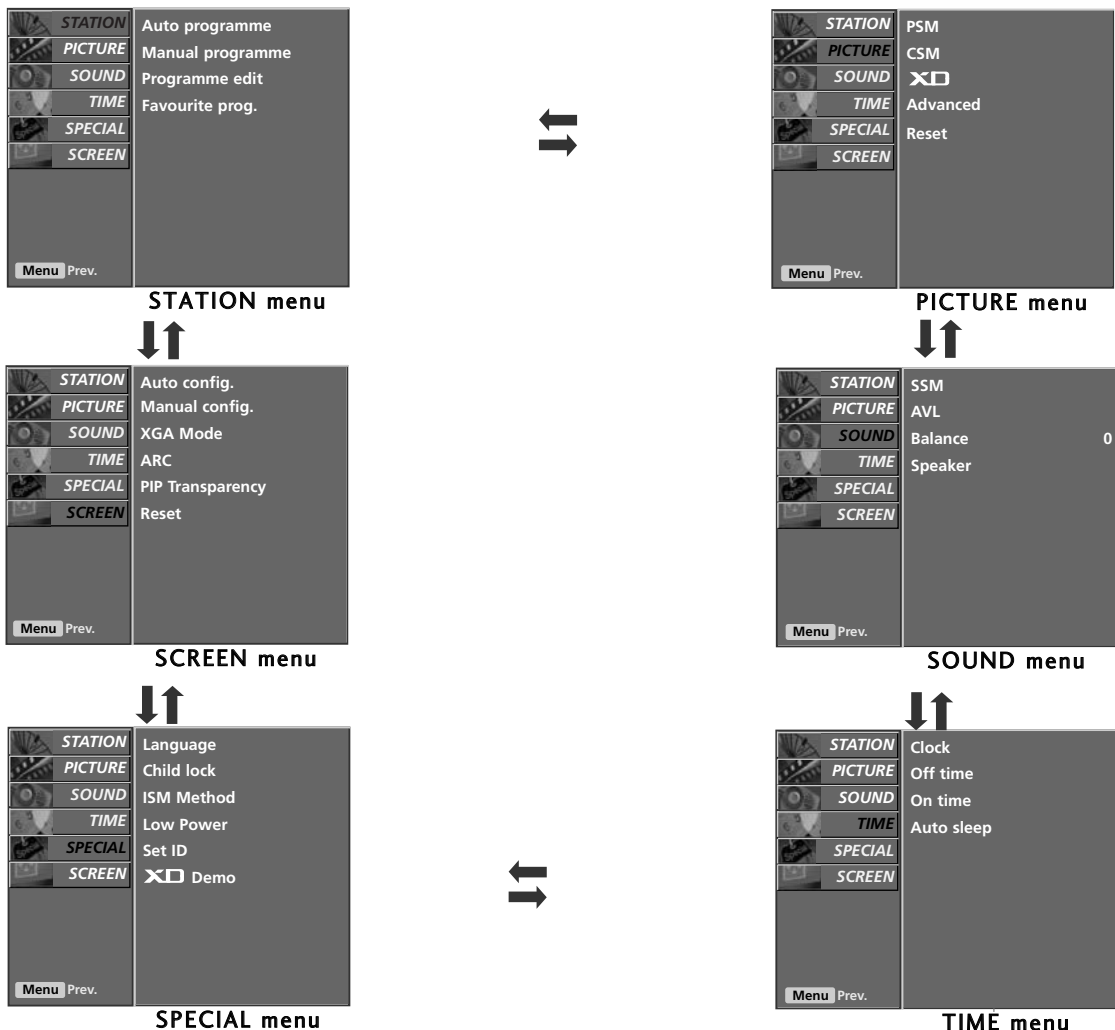 STATION
PICTURE
SOUND
TIME
SPECIAL
SCREEN
Auto programme
Manual programme
Programme edit
Favourite prog.
Menu Prev.
STATION menu
STATION
PICTURE
SOUND
TIME
SPECIAL
SCREEN
PSM
CSM
XD
Advanced
Reset
Menu Prev.
PICTURE menu
STATION
PICTURE
SOUND
TIME
SPECIAL
SCREEN
Auto config.
Manual config.
XGA Mode
ARC
PIP Transparency
Reset
Menu Prev.
SCREEN menu
STATION
PICTURE
SOUND
TIME
SPECIAL
SCREEN
SSM
AVL
Balance 0
Speaker
Menu Prev.
SOUND menu
STATION
PICTURE
SOUND
TIME
SPECIAL
SCREEN
Language
Child lock
ISM Method
Low Power
Set ID
XD Demo
Menu Prev.
SPECIAL menu
STATION
PICTURE
SOUND
TIME
SPECIAL
SCREEN
Clock
Off time
On time
Auto sleep
Menu Prev.
TIME menu